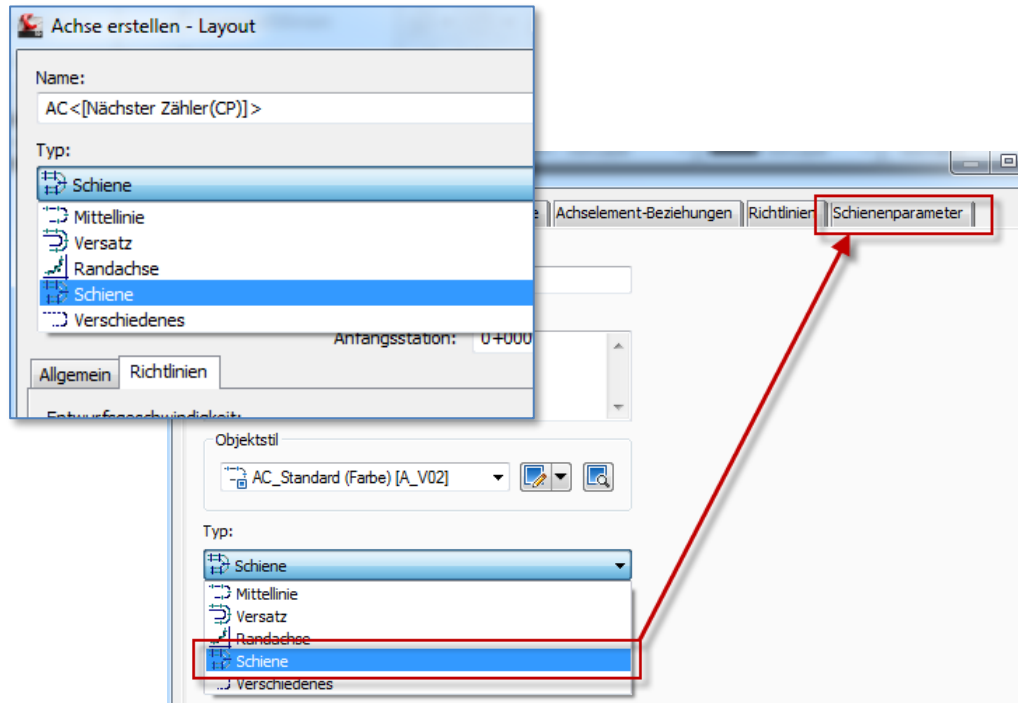 Achse erstellen - Layout
Name:
AC<[Nächster Zähler(CP)]>
Typ:
Schiene
Mittellinie
Versatz
Randachse
Schiene
Verschiedenes
Anfangsstation: 0+000
Allgemein Richtlinien
Entwurfsgeschwindigkeit:
Achselement-Beziehungen Richtlinien Schienenparameter
Objektstil
AC_Standard (Farbe) [A_V02]
Typ:
Schiene
Mittellinie
Versatz
Randachse
Schiene
Verschiedenes